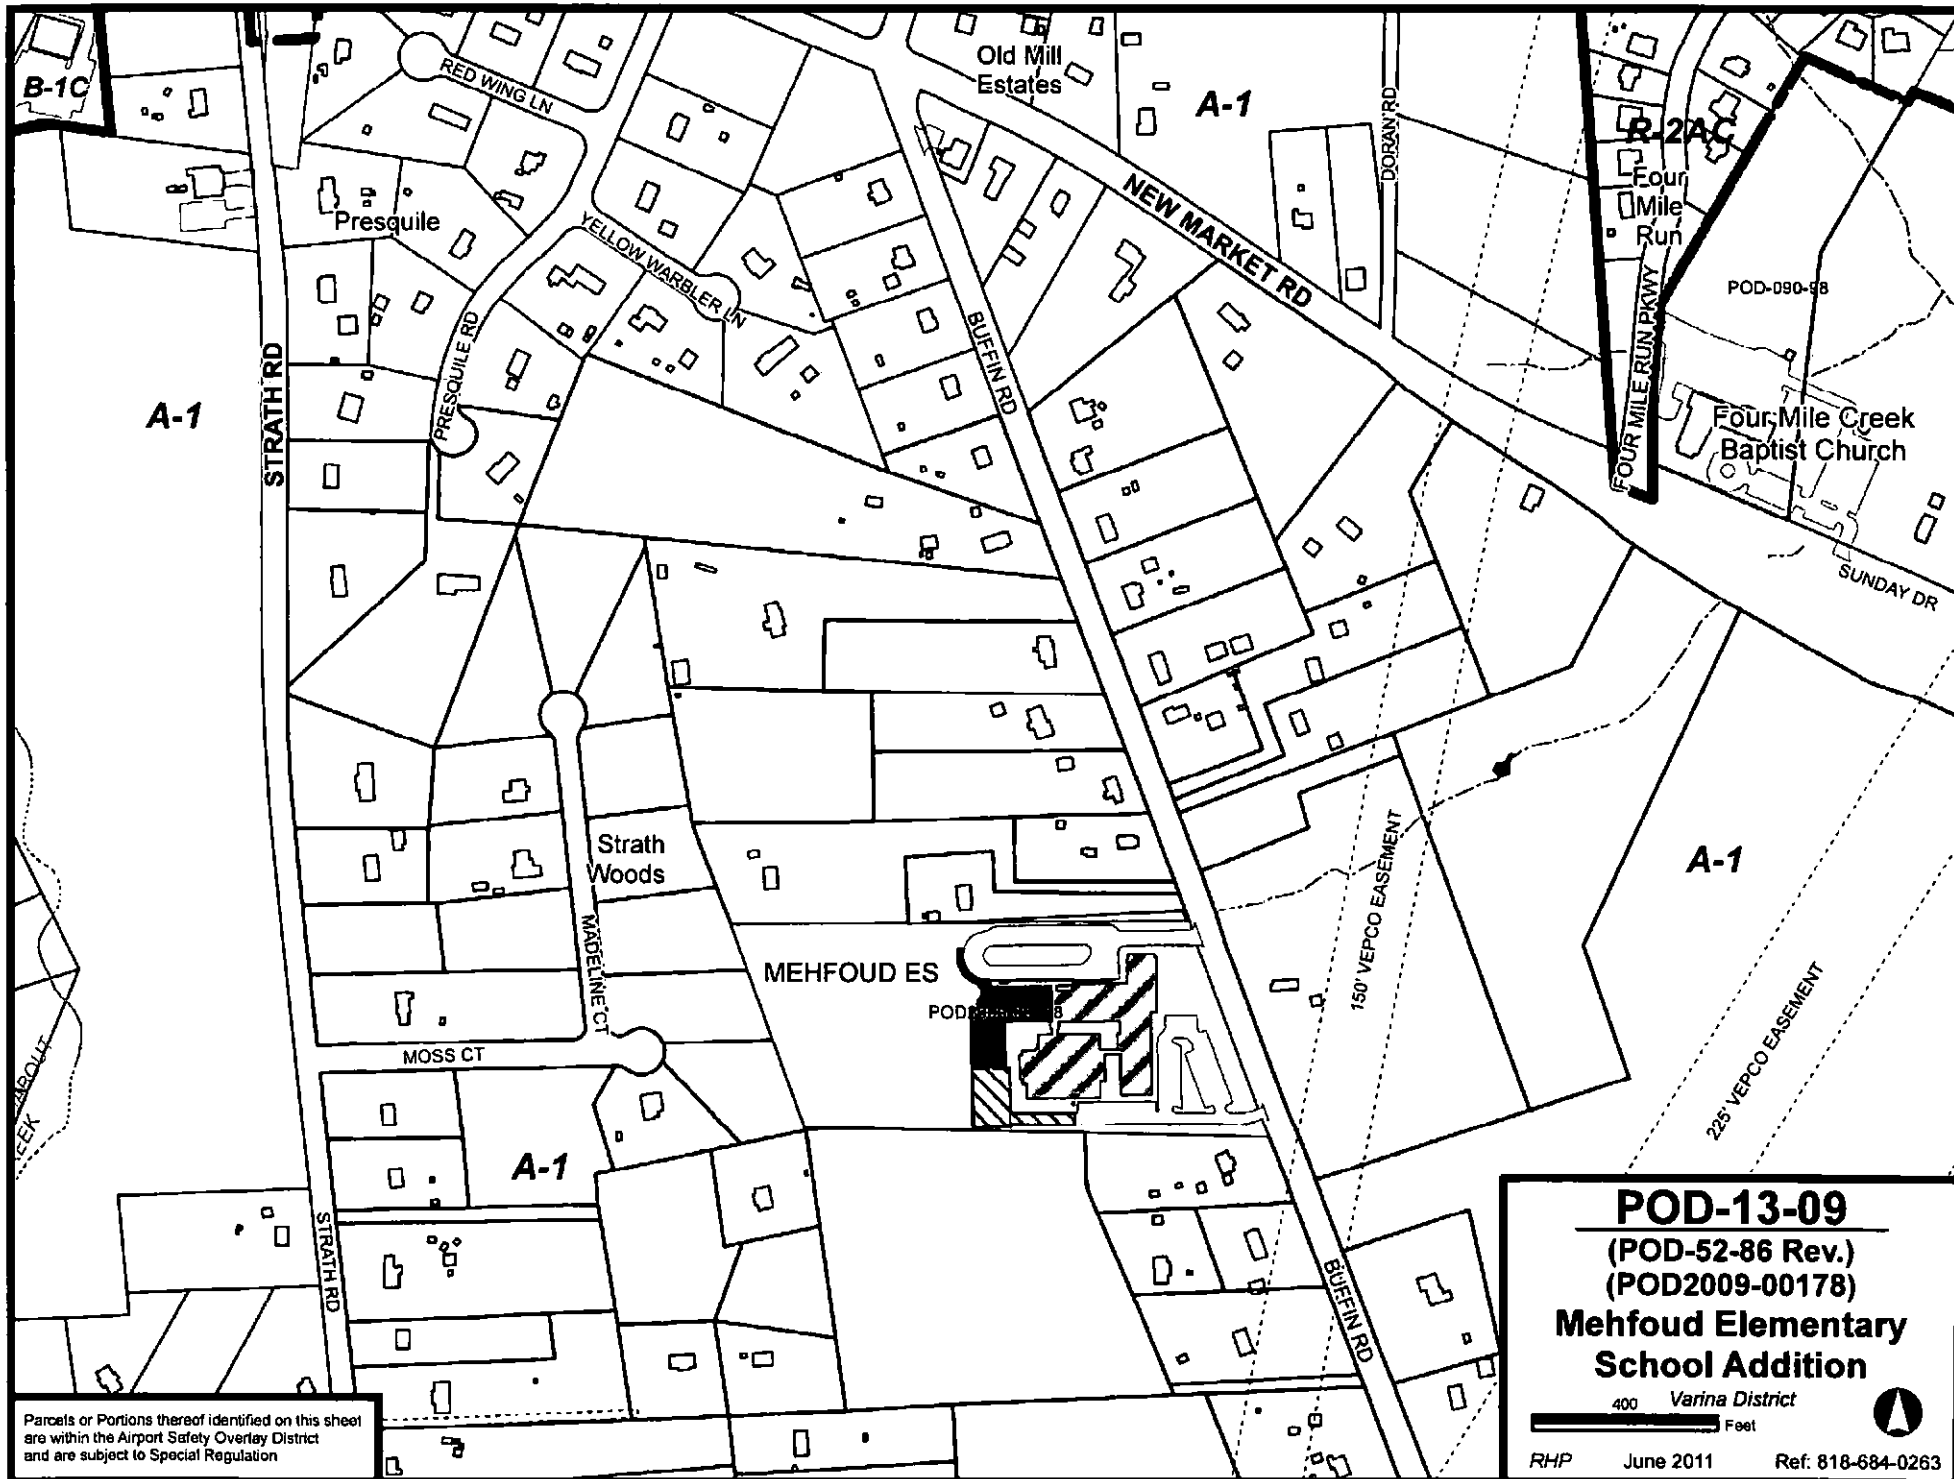 B-1C
RED WING LN
Old Mill
Estates
A-1
DORAN RD
R-2AC
Four
Mile
Run
Presquile
YELLOW WARBLER LN
NEW MARKET RD
POD-090-98
STRATH RD
PRESQUILE RD
BUFFIN RD
FOUR MILE RUN PKWY
A-1
Four Mile Creek
Baptist Church
SUNDAY DR
Strath
Woods
150' VEPCO EASEMENT
A-1
MADELINE CT
MEHFOUD ES
225' VEPCO EASEMENT
MOSS CT
A-1
STRATH RD
BUFFIN RD
POD-13-09
(POD-52-86 Rev.)
(POD2009-00178)
Mehfoud Elementary
School Addition
Varina District
400
Feet
RHP June 2011 Ref: 818-684-0263
Parcels or Portions thereof identified on this sheet
are within the Airport Safety Overlay District
and are subject to Special Regulation